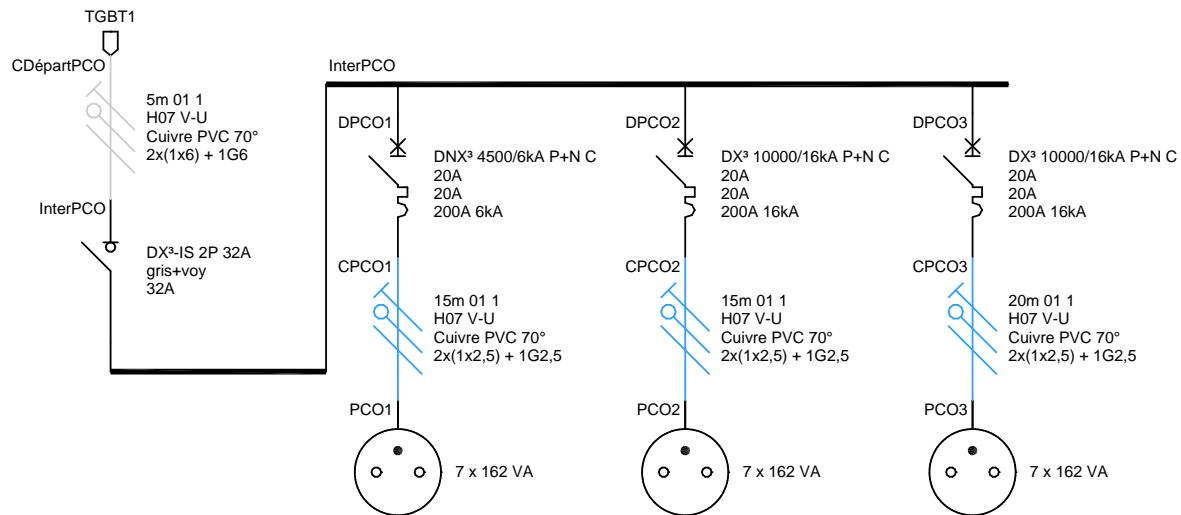 TGBT1
CDépartPCO
5m 01 1
H07 V-U
Cuivre PVC 70°
2x(1x6) + 1G6
InterPCO
DX³-IS 2P 32A
gris+voy
32A
InterPCO
DPCO1
DNX³ 4500/6kA P+N C
20A
20A
200A 6kA
CPCO1
15m 01 1
H07 V-U
Cuivre PVC 70°
2x(1x2,5) + 1G2,5
PCO1
7 x 162 VA
DPCO2
DX³ 10000/16kA P+N C
20A
20A
200A 16kA
CPCO2
15m 01 1
H07 V-U
Cuivre PVC 70°
2x(1x2,5) + 1G2,5
PCO2
7 x 162 VA
DPCO3
DX³ 10000/16kA P+N C
20A
20A
200A 16kA
CPCO3
20m 01 1
H07 V-U
Cuivre PVC 70°
2x(1x2,5) + 1G2,5
PCO3
7 x 162 VA